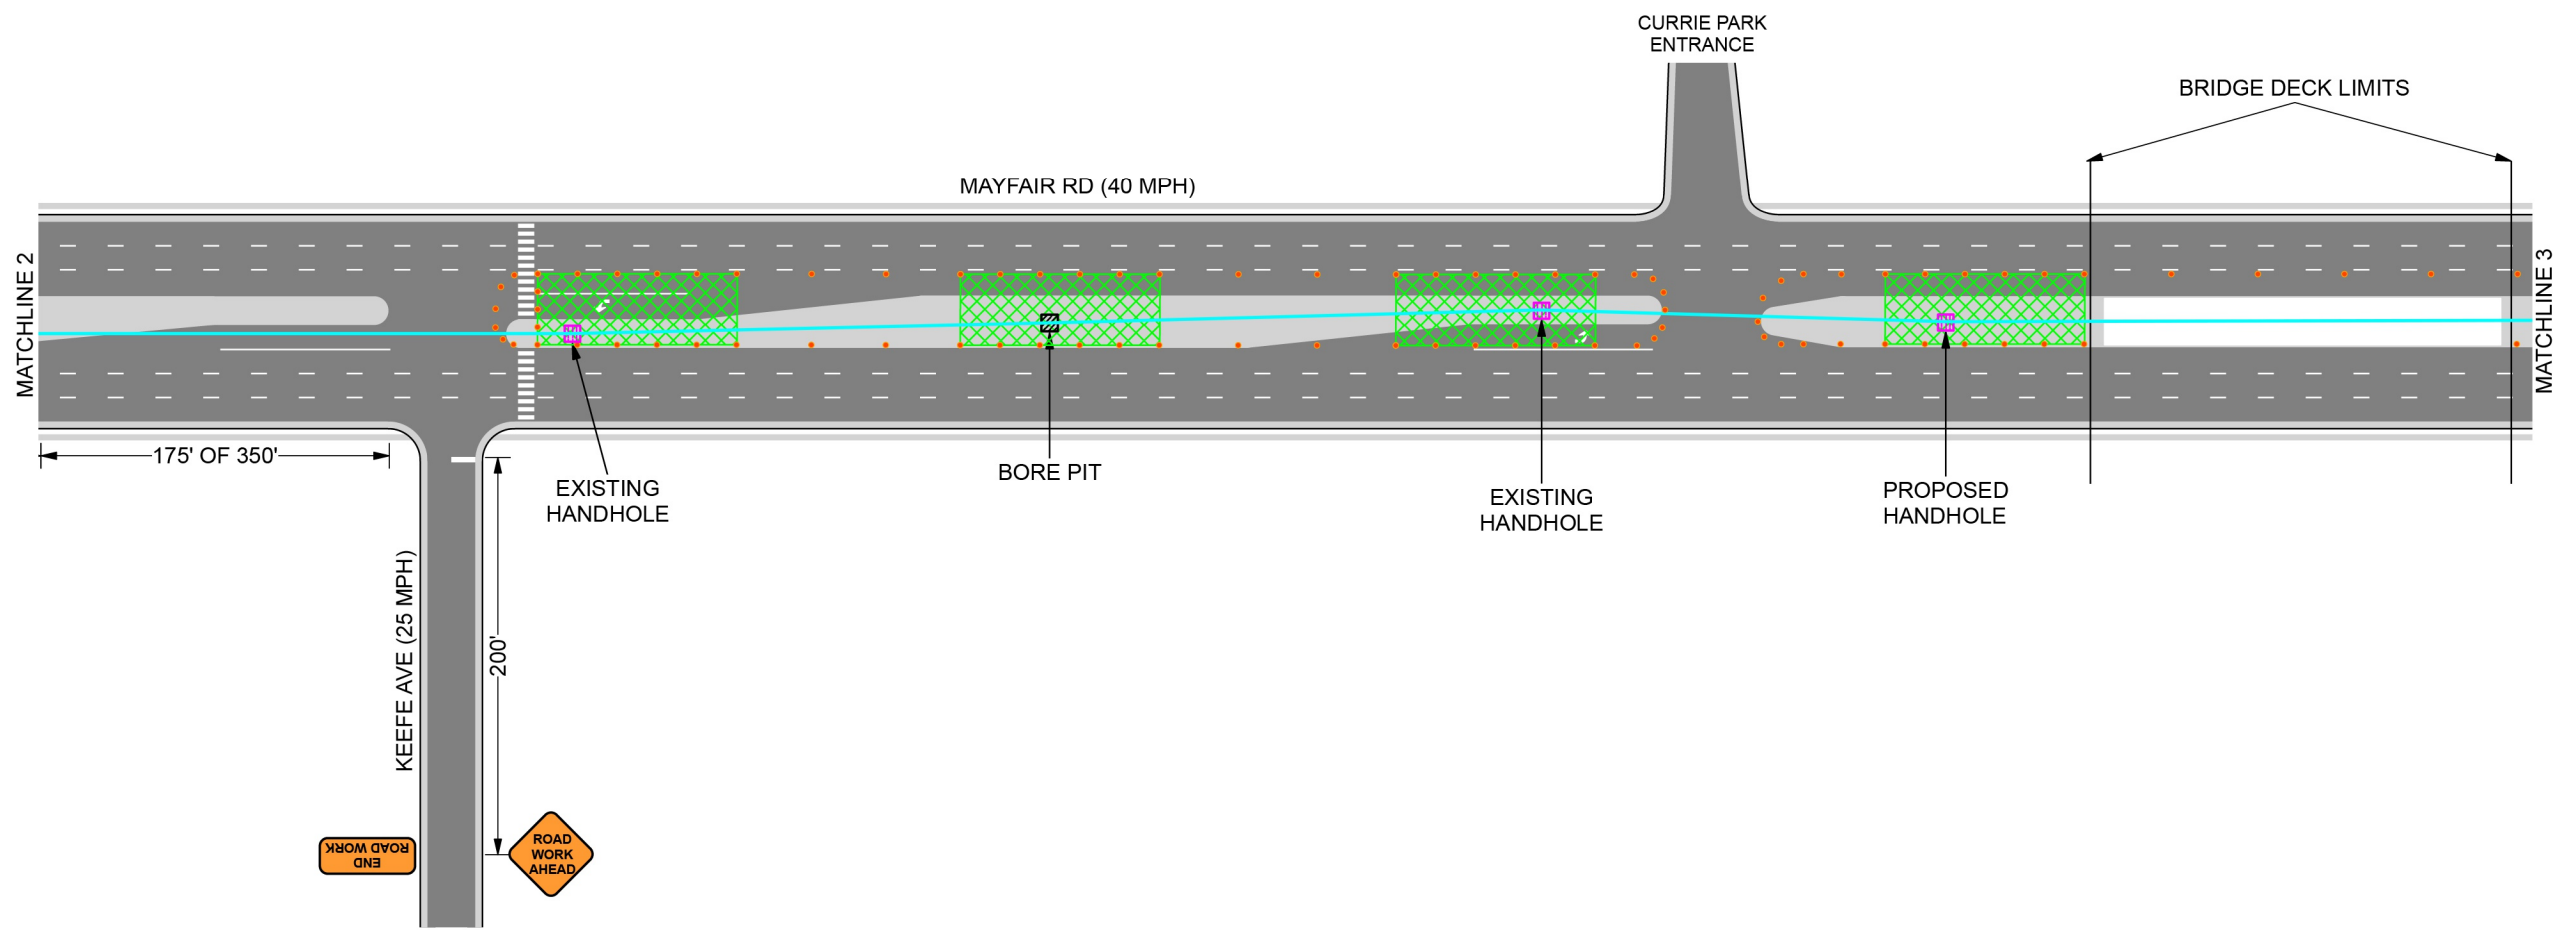 CURRIE PARK
ENTRANCE
BRIDGE DECK LIMITS
MAYFAIR RD (40 MPH)
MATCHLINE 2
MATCHLINE 3
175' OF 350'
EXISTING
HANDHOLE
BORE PIT
EXISTING
HANDHOLE
PROPOSED
HANDHOLE
KEEFE AVE (25 MPH)
200'
END
ROAD WORK
ROAD
WORK
AHEAD